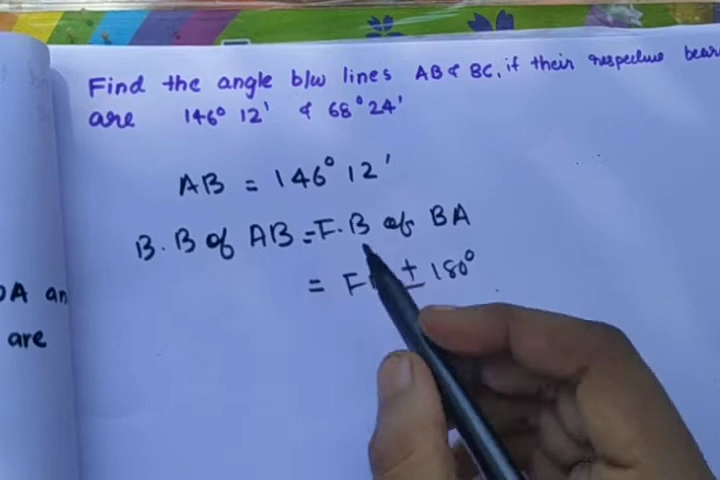 Find the angle b/w lines AB & BC, if their respective bear
are 146° 12' & 68° 24'
AB = 146° 12'
B.B of AB = F.B of BA
= F ± 180°
OA an
are